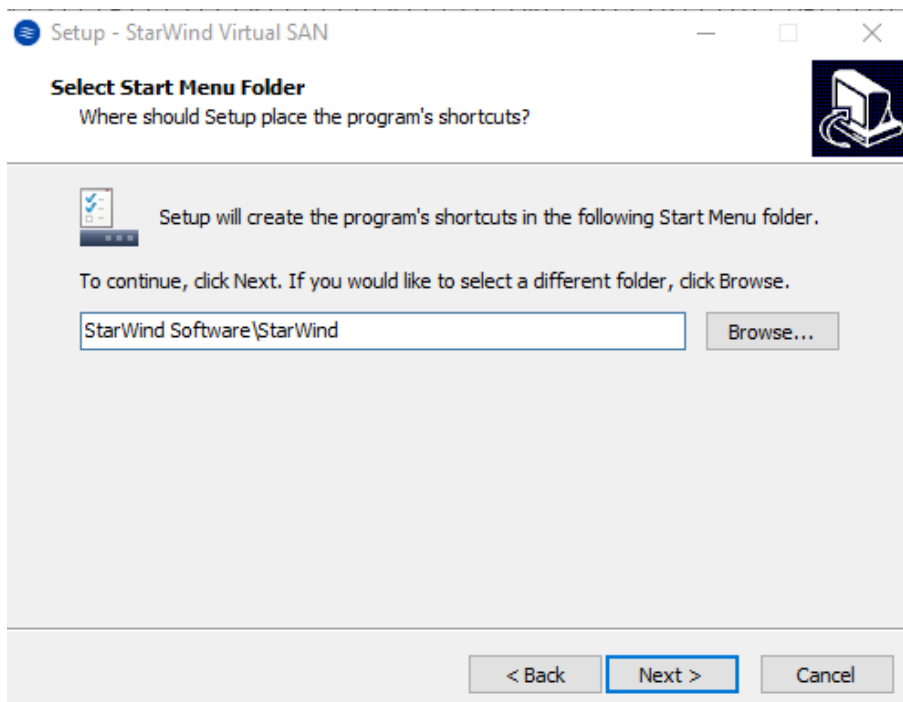 Setup - StarWind Virtual SAN
Select Start Menu Folder
Where should Setup place the program's shortcuts?
Setup will create the program's shortcuts in the following Start Menu folder.
To continue, click Next. If you would like to select a different folder, click Browse.
StarWind Software\StarWind
Browse...
< Back
Next >
Cancel